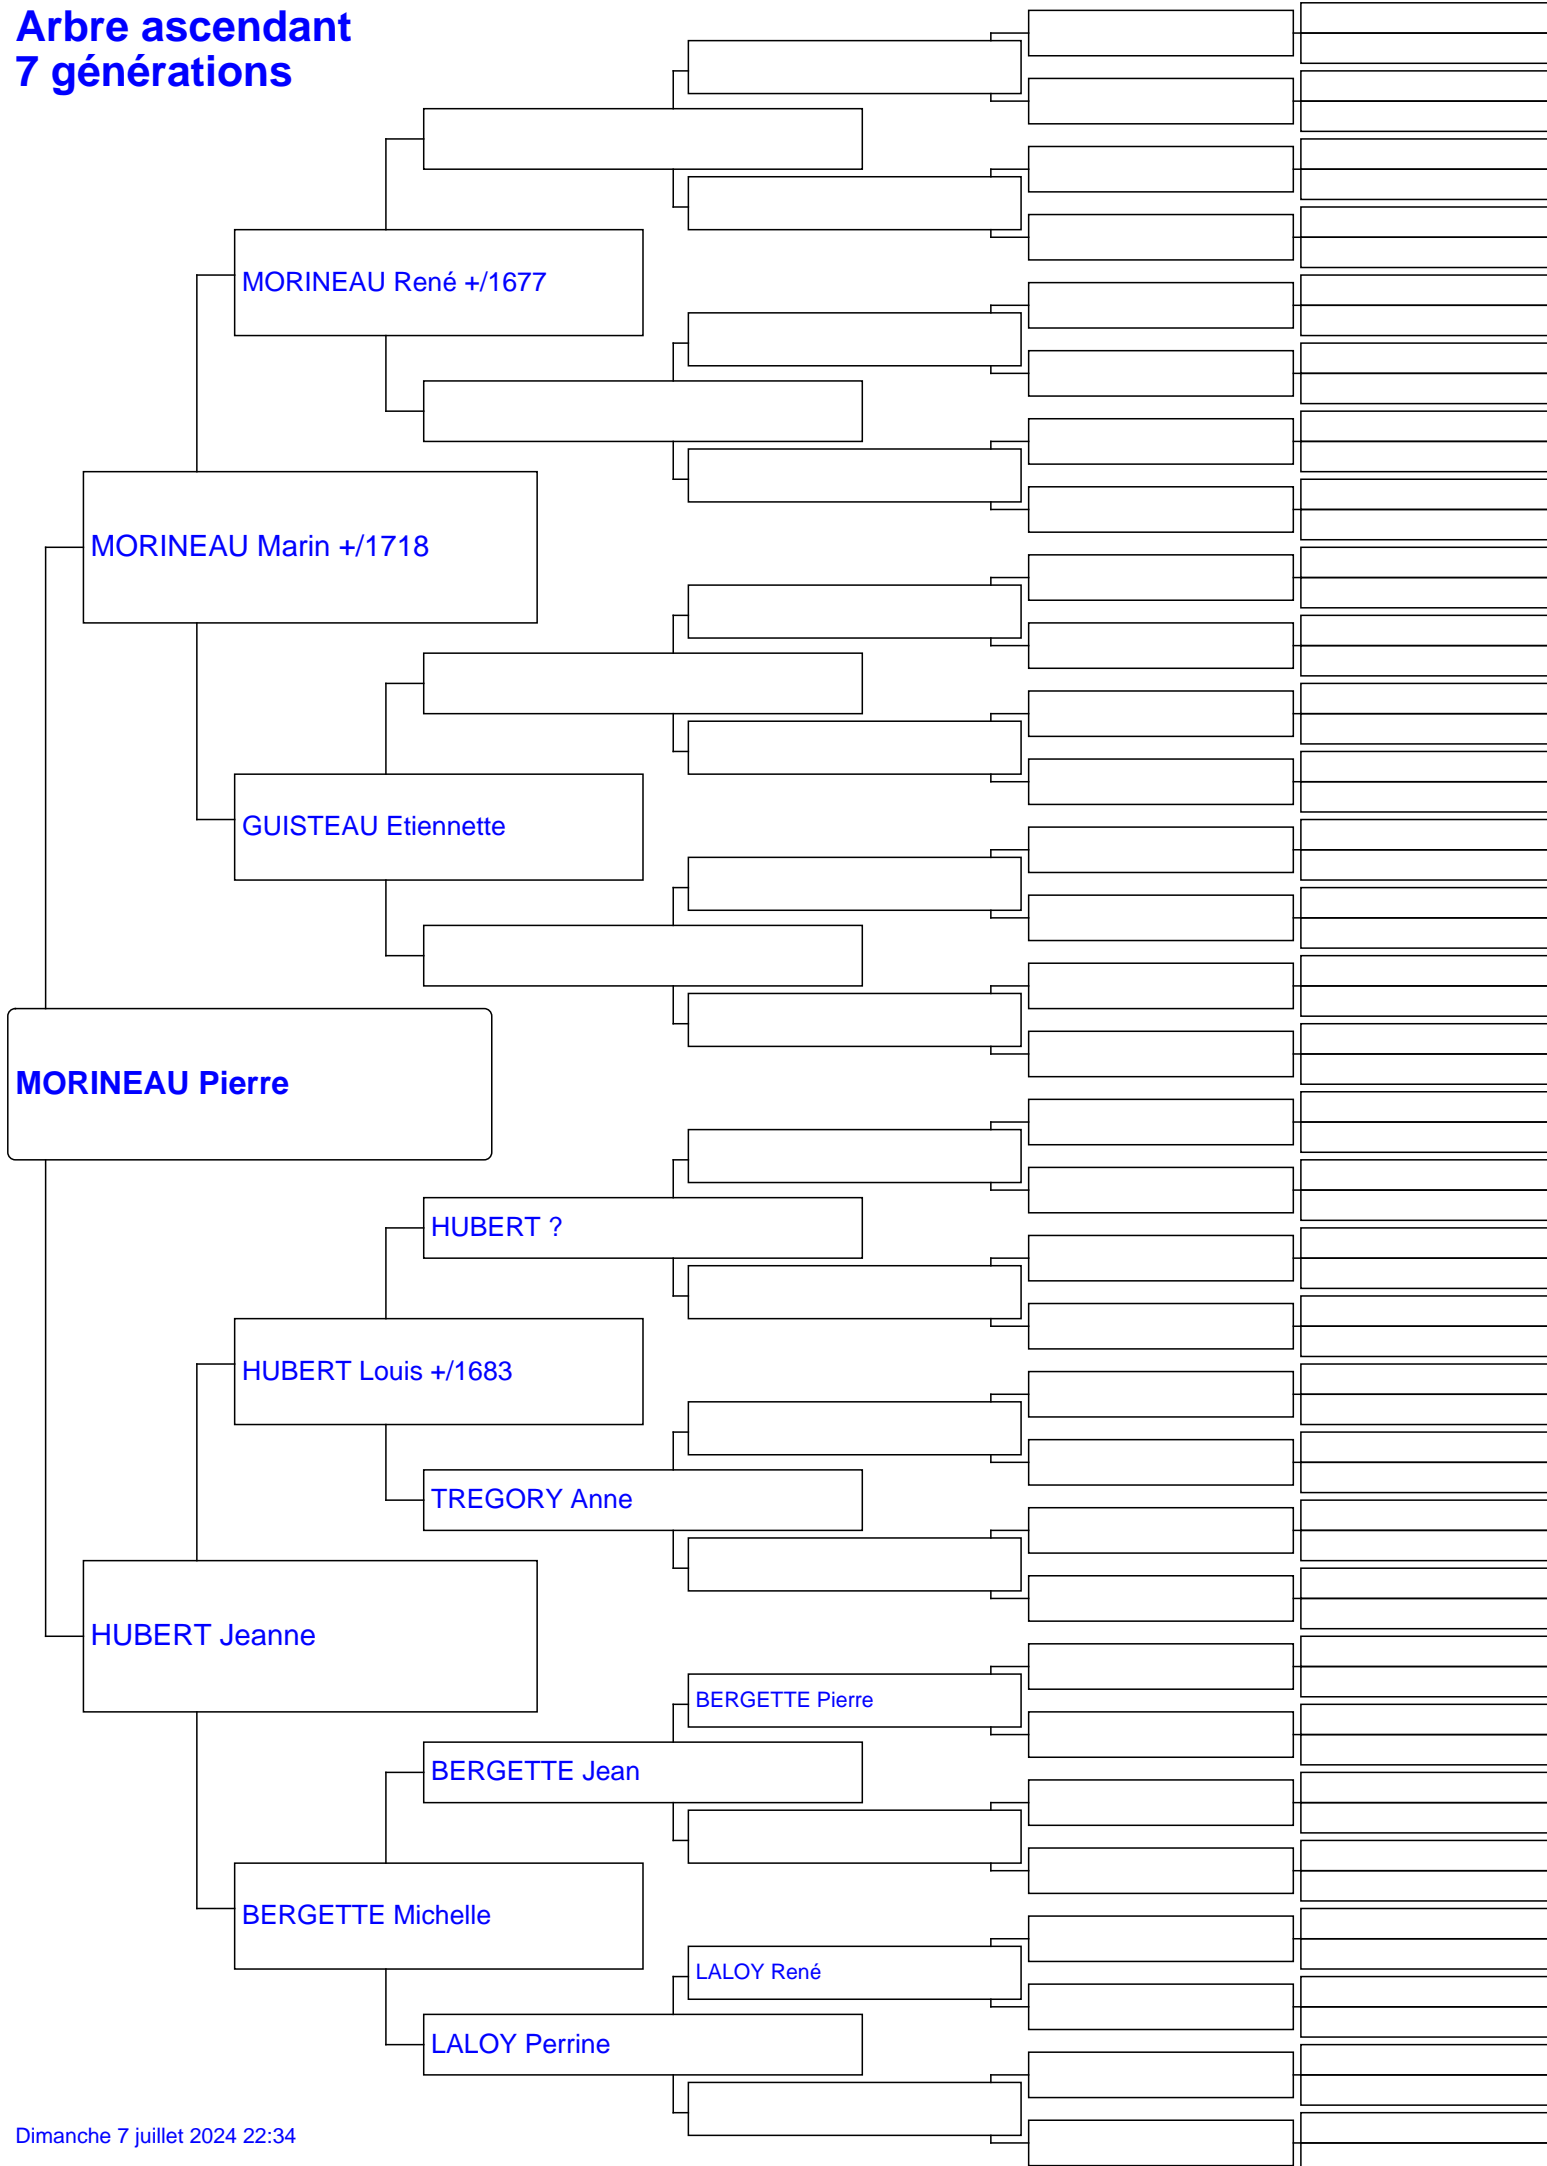 Arbre ascendant
7 générations
MORINEAU René +/1677
MORINEAU Marin +/1718
GUISTEAU Etiennette
MORINEAU Pierre
HUBERT ?
HUBERT Louis +/1683
TREGORY Anne
HUBERT Jeanne
BERGETTE Pierre
BERGETTE Jean
BERGETTE Michelle
LALOY René
LALOY Perrine
Dimanche 7 juillet 2024 22:34